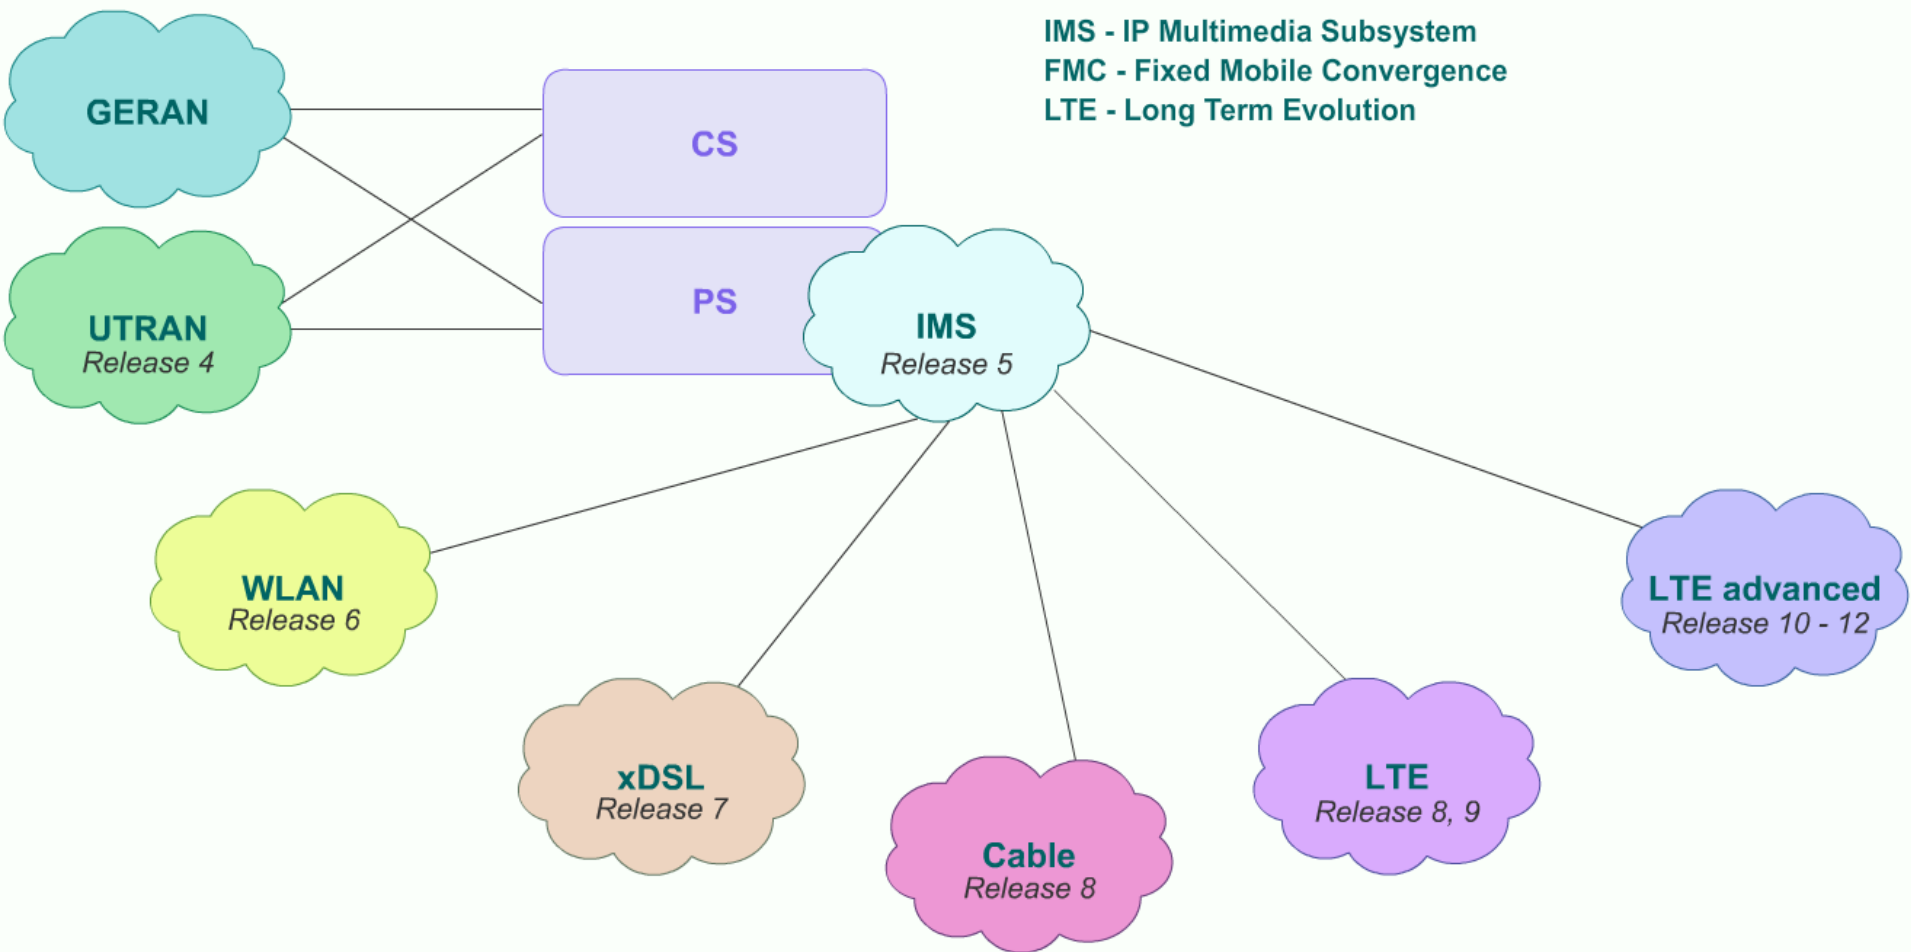 IMS - IP Multimedia Subsystem
FMC - Fixed Mobile Convergence
LTE - Long Term Evolution
GERAN
CS
UTRAN
Release 4
PS
IMS
Release 5
WLAN
Release 6
xDSL
Release 7
Cable
Release 8
LTE
Release 8, 9
LTE advanced
Release 10 - 12